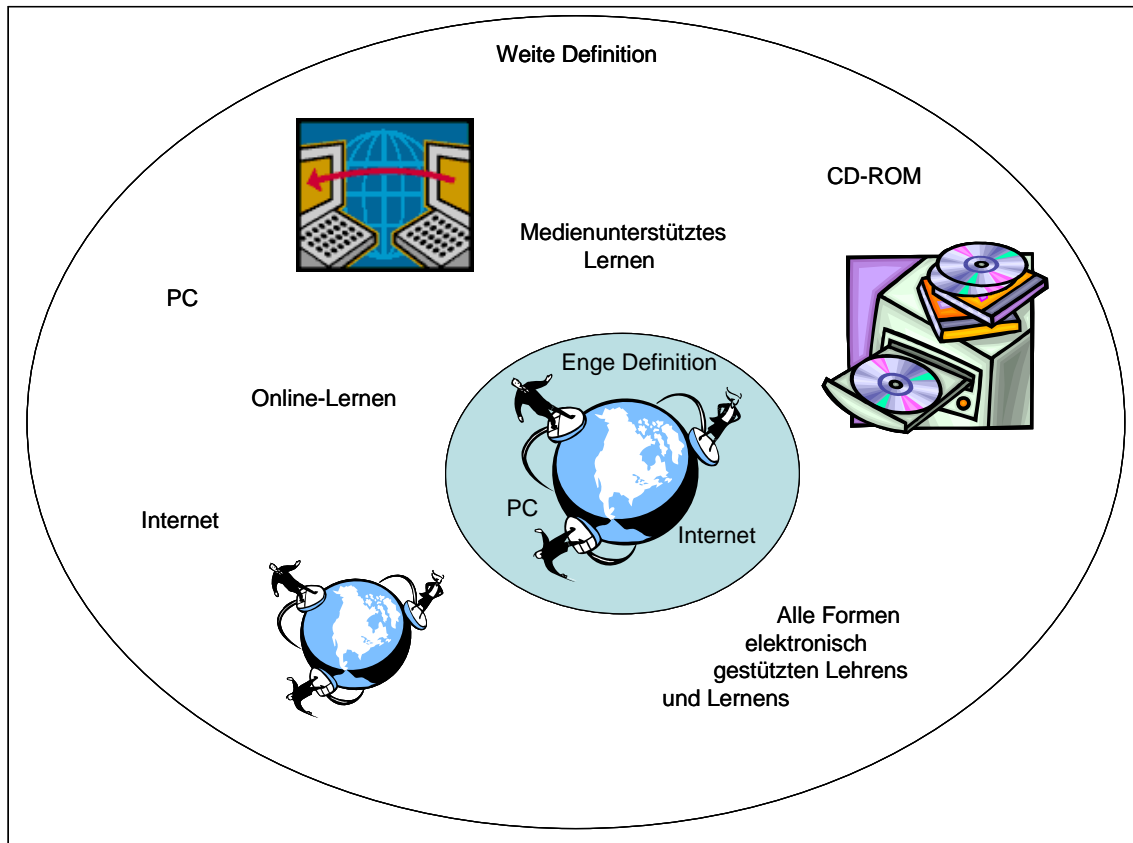 Weite Definition
CD-ROM
Medienunterstütztes
Lernen
PC
Enge Definition
Online-Lernen
PC
Internet
Internet
Alle Formen
elektronisch
gestützten Lehrens
und Lernens